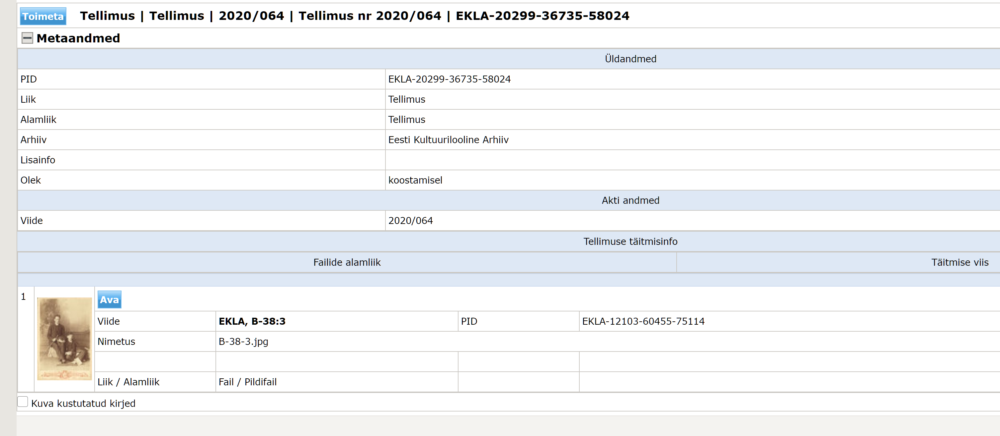 Toimeta Tellimus | Tellimus | 2020/064 | Tellimus nr 2020/064 | EKLA-20299-36735-58024
Metaandmed
Üldandmed
PID EKLA-20299-36735-58024
Liik Tellimus
Alamliik Tellimus
Arhiiv Eesti Kultuurilooline Arhiiv
Lisainfo
Olek koostamisel
Akti andmed
Viide 2020/064
Tellimuse täitmisinfo
Failide alamliik Täitmise viis
1 Ava
Viide EKLA, B-38:3 PID EKLA-12103-60455-75114
Nimetus B-38-3.jpg
Liik / Alamliik Fail / Pildifail
Kuva kustutatud kirjed